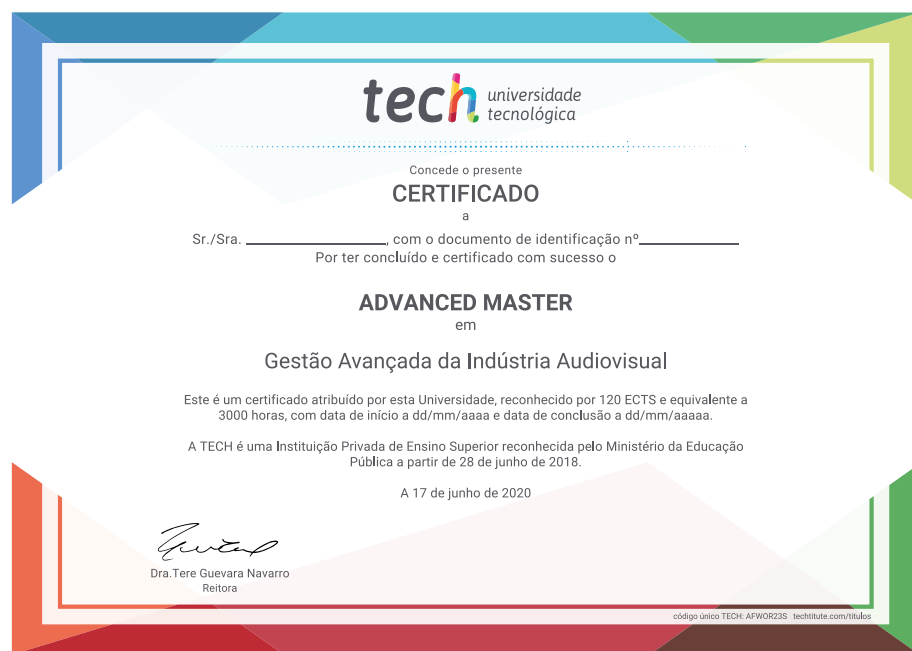 tech universidade
tecnológica
Concede o presente
CERTIFICADO
a
Sr./Sra. ____________________, com o documento de identificação nº______________
Por ter concluído e certificado com sucesso o
ADVANCED MASTER
em
Gestão Avançada da Indústria Audiovisual
Este é um certificado atribuído por esta Universidade, reconhecido por 120 ECTS e equivalente a
3000 horas, com data de início a dd/mm/aaaa e data de conclusão a dd/mm/aaaaa.
A TECH é uma Instituição Privada de Ensino Superior reconhecida pelo Ministério da Educação
Pública a partir de 28 de junho de 2018.
A 17 de junho de 2020
Dra.Tere Guevara Navarro
Reitora
código único TECH: AFWOR23S techtitute.com/titulos